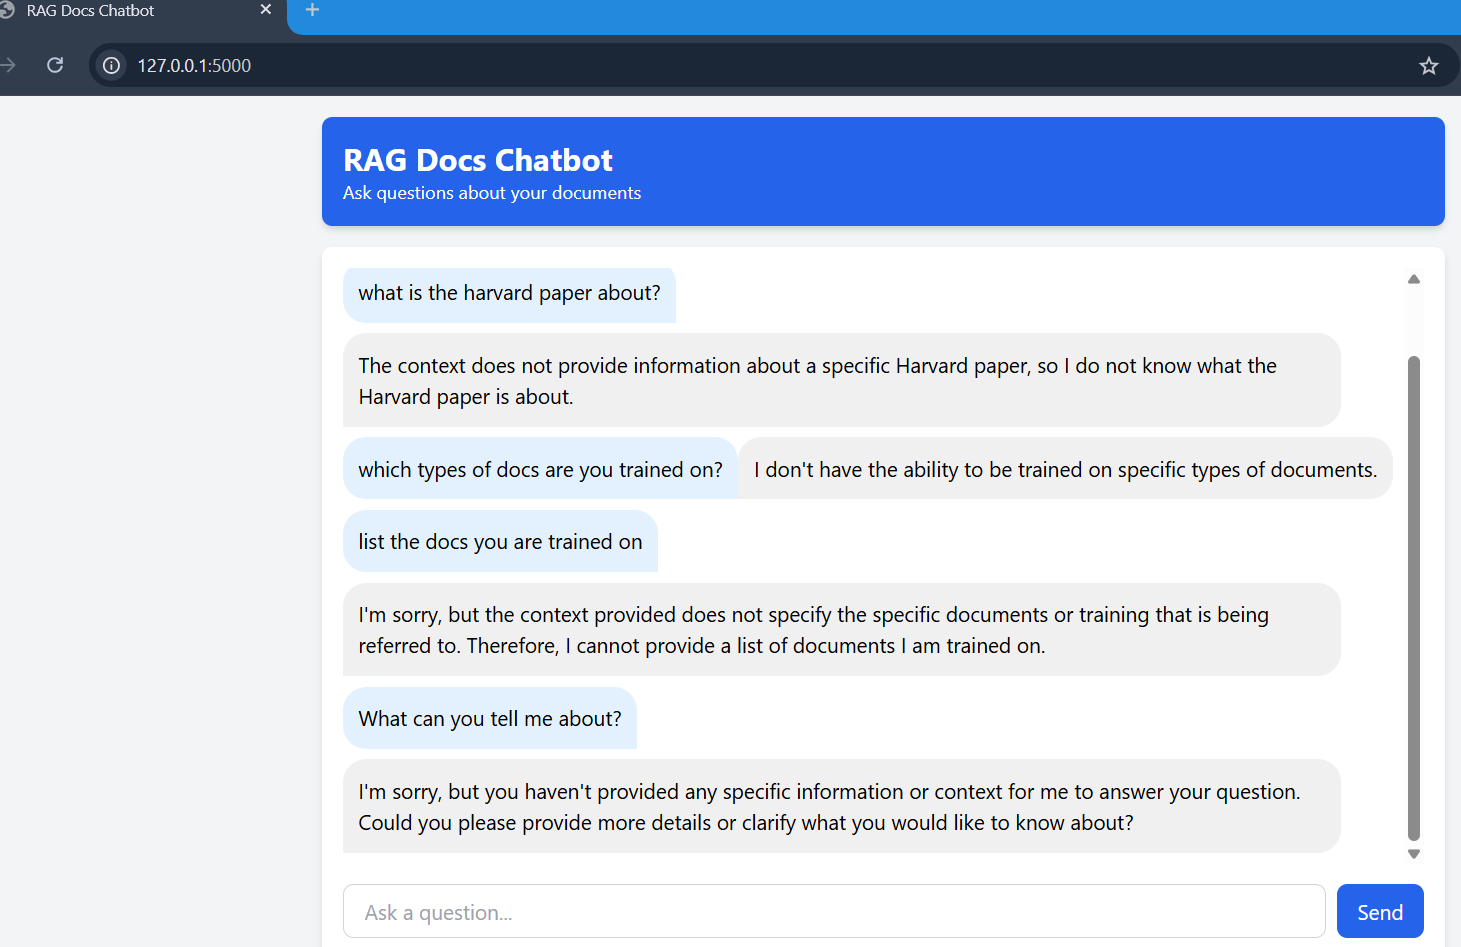 RAG Docs Chatbot
127.0.0.1:5000
RAG Docs Chatbot
Ask questions about your documents
what is the harvard paper about?
The context does not provide information about a specific Harvard paper, so I do not know what the
Harvard paper is about.
which types of docs are you trained on?
I don't have the ability to be trained on specific types of documents.
list the docs you are trained on
I'm sorry, but the context provided does not specify the specific documents or training that is being
referred to. Therefore, I cannot provide a list of documents I am trained on.
What can you tell me about?
I'm sorry, but you haven't provided any specific information or context for me to answer your question.
Could you please provide more details or clarify what you would like to know about?
Ask a question...
Send